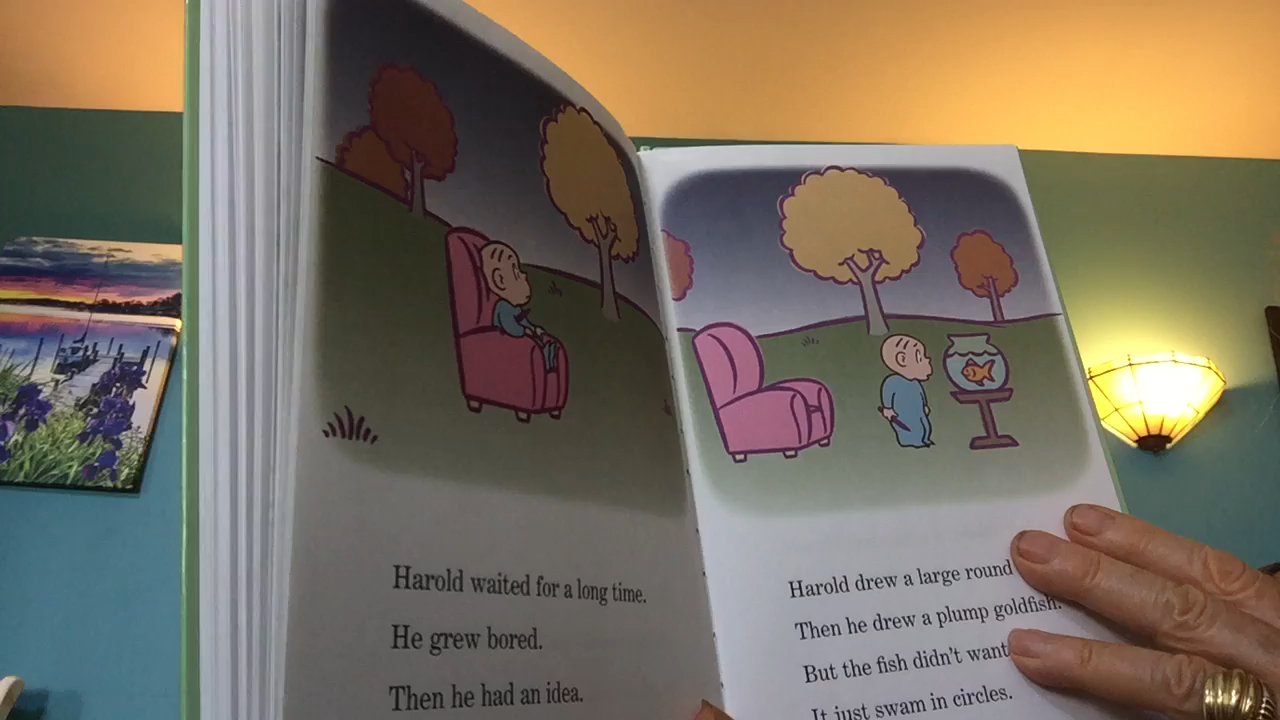 Harold waited for a long time.
He grew bored.
Then he had an idea.
Harold drew a large round
Then he drew a plump goldfish.
But the fish didn't want
It just swam in circles.